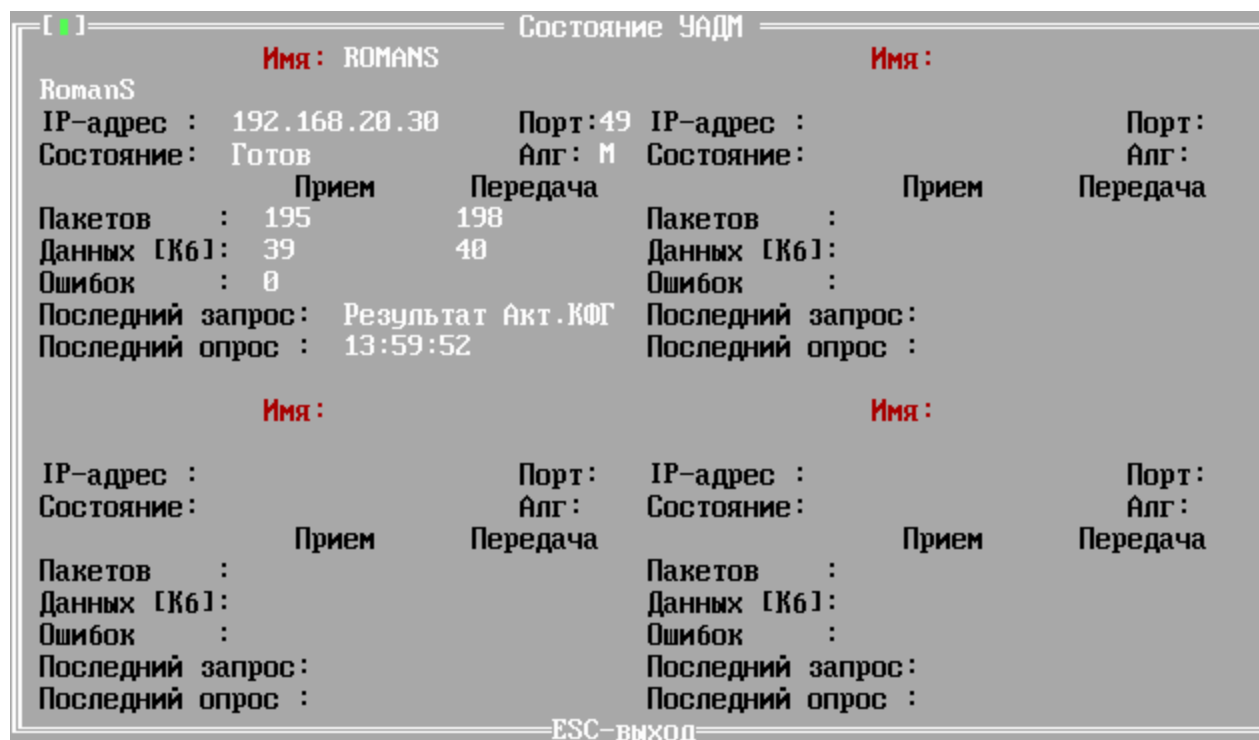 [ ] Состояние УАДМ
Имя: ROMANS Имя:
RomanS
IP-адрес : 192.168.20.30 Порт:49 IP-адрес : Порт:
Состояние: Готов Алг: M Состояние: Алг:
Прием Передача Прием Передача
Пакетов : 195 198 Пакетов :
Данных [Кб]: 39 40 Данных [Кб]:
Ошибок : 0 Ошибок :
Последний запрос: Результат Акт.КФГ Последний запрос:
Последний опрос : 13:59:52 Последний опрос :
Имя: Имя:
IP-адрес : Порт: IP-адрес : Порт:
Состояние: Алг: Состояние: Алг:
Прием Передача Прием Передача
Пакетов : Пакетов :
Данных [Кб]: Данных [Кб]:
Ошибок : Ошибок :
Последний запрос: Последний запрос:
Последний опрос : Последний опрос :
ESC-выход